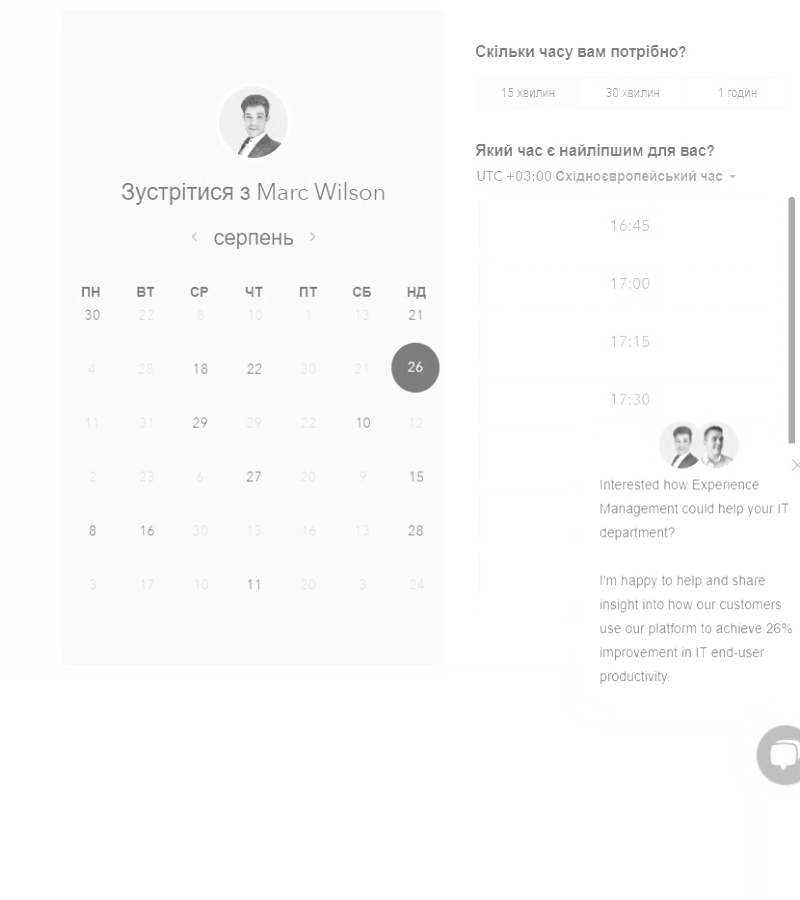 Зустрітися з Marc Wilson
серпень
ПН ВТ СР ЧТ ПТ СБ НД
30 22 8 10 1 13 21
4 28 18 22 30 21 26
11 31 29 29 22 10 12
2 23 6 27 20 9 15
8 16 30 13 16 13 28
3 17 10 11 20 3 24
Скільки часу вам потрібно?
15 хвилин 30 хвилин 1 годин
Який час є найліпшим для вас?
UTC +03:00 Східноєвропейський час
16:45
17:00
17:15
17:30
Interested how Experience
Management could help your IT
department?
I'm happy to help and share
insight into how our customers
use our platform to achieve 26%
improvement in IT end-user
productivity.